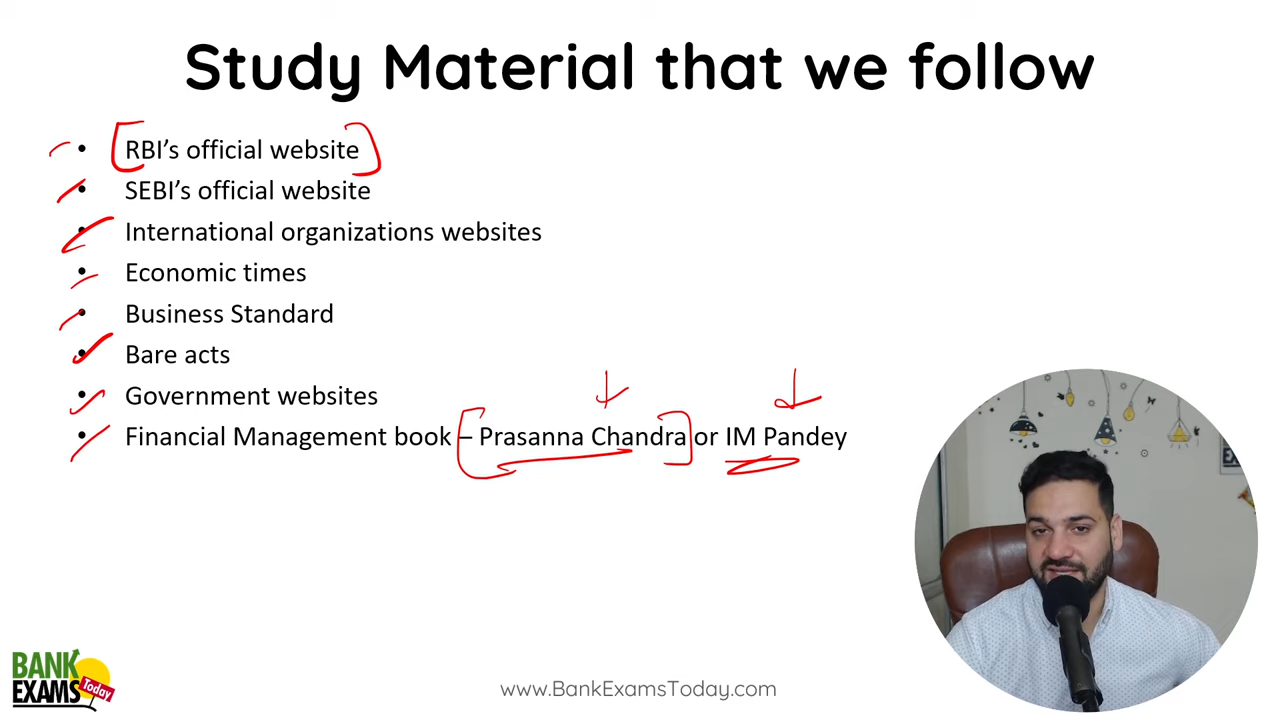 Study Material that we follow
• RBI's official website
• SEBI's official website
• International organizations websites
• Economic times
• Business Standard
• Bare acts
• Government websites
• Financial Management book – Prasanna Chandra or IM Pandey
BANK
EXAMS
Today
www.BankExamsToday.com